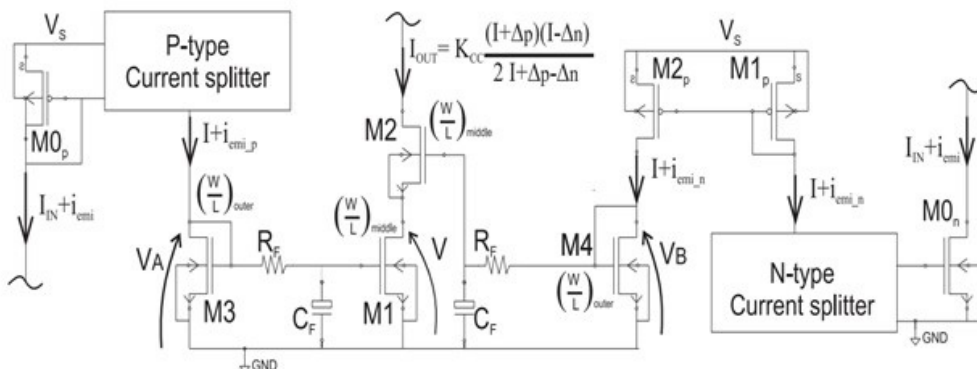 V_S
P-type
Current splitter
s
M0_p
I_IN+i_emi
I+i_emi_p
(W/L)_outer
V_A
M3
R_F
C_F
I_OUT= K_CC (I+Δp)(I-Δn) / 2 I+Δp-Δn
M2
(W/L)_middle
(W/L)_middle
M1
V
R_F
C_F
GND
V_S
s
M2_p
M1_p
s
I+i_emi_n
I+i_emi_n
M4
(W/L)_outer
V_B
N-type
Current splitter
I_IN+i_emi
M0_n
GND